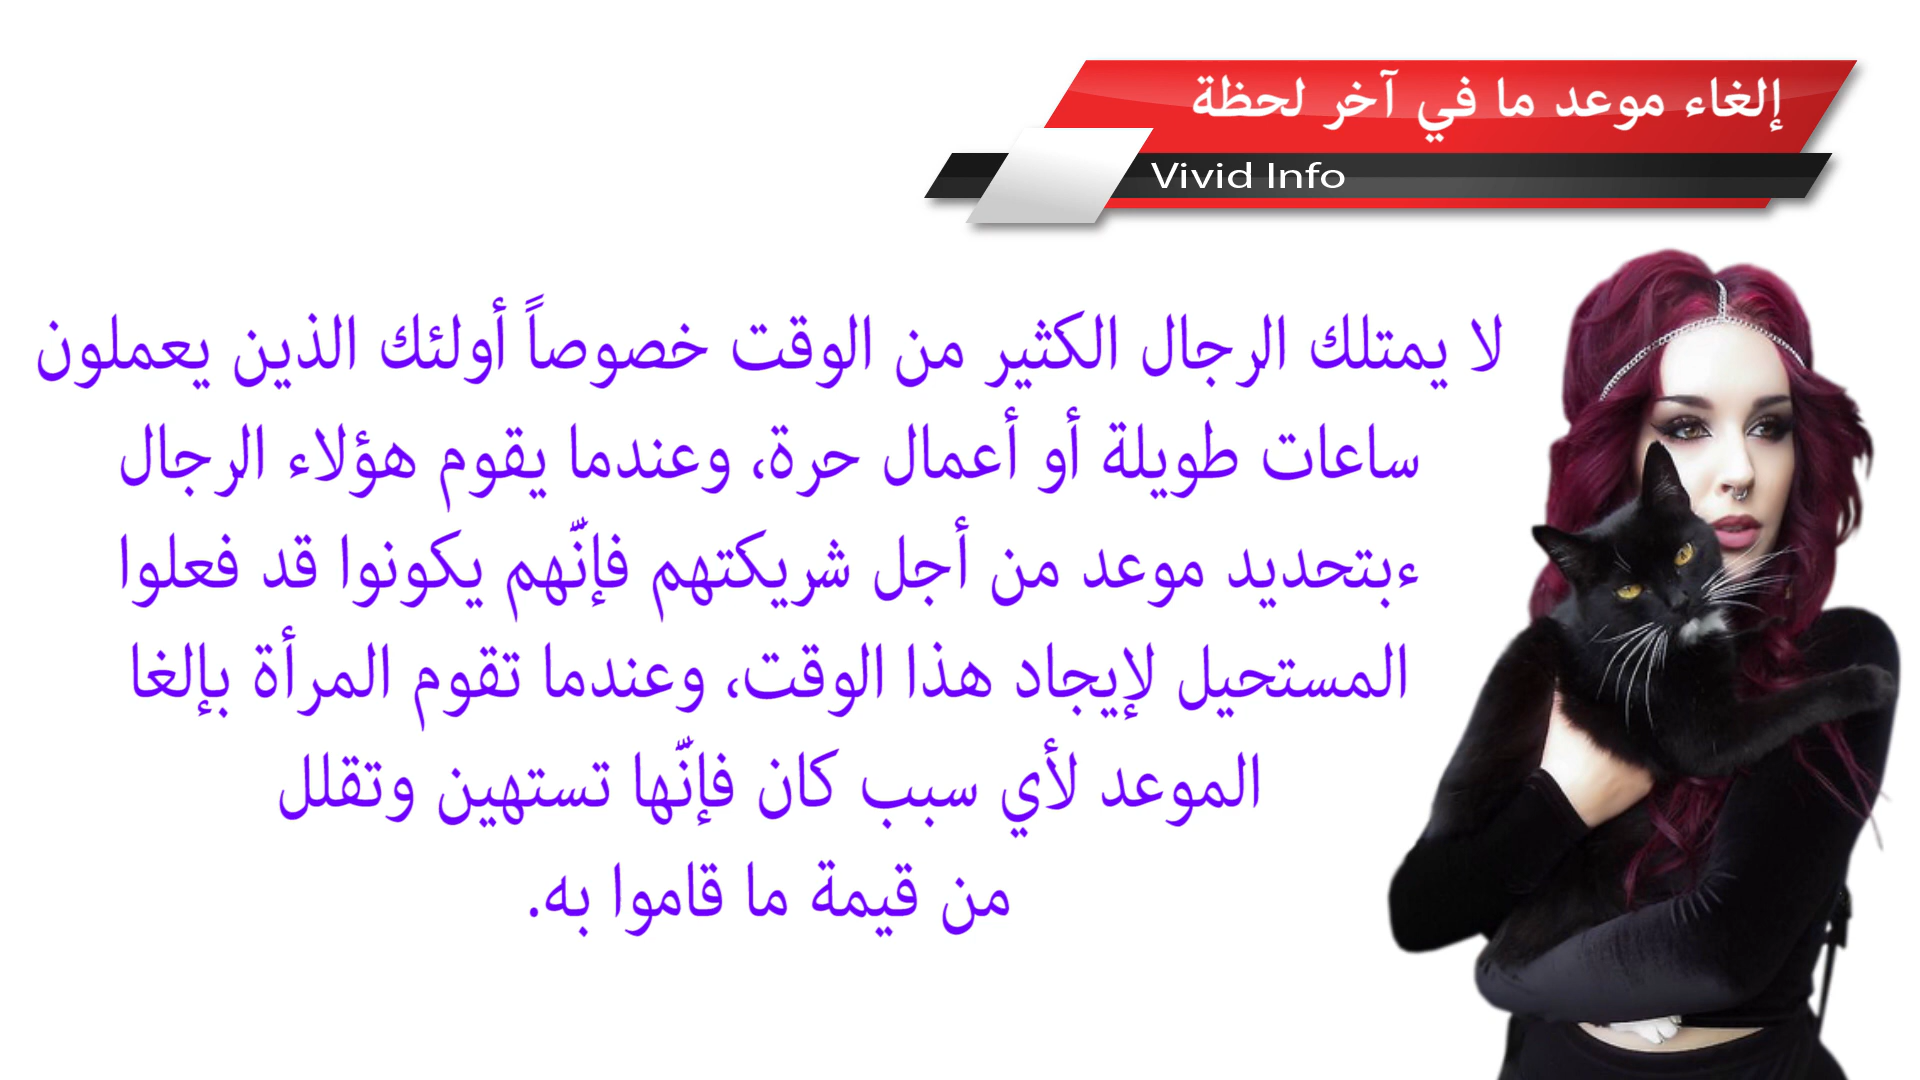 إلغاء موعد ما في آخر لحظة
Vivid Info
لا يمتلك الرجال الكثير من الوقت خصوصاً أولئك الذين يعملون
ساعات طويلة أو أعمال حرة، وعندما يقوم هؤلاء الرجال
ءبتحديد موعد من أجل شريكتهم فإنّهم يكونوا قد فعلوا
المستحيل لإيجاد هذا الوقت، وعندما تقوم المرأة بإلغا
الموعد لأي سبب كان فإنّها تستهين وتقلل
من قيمة ما قاموا به.